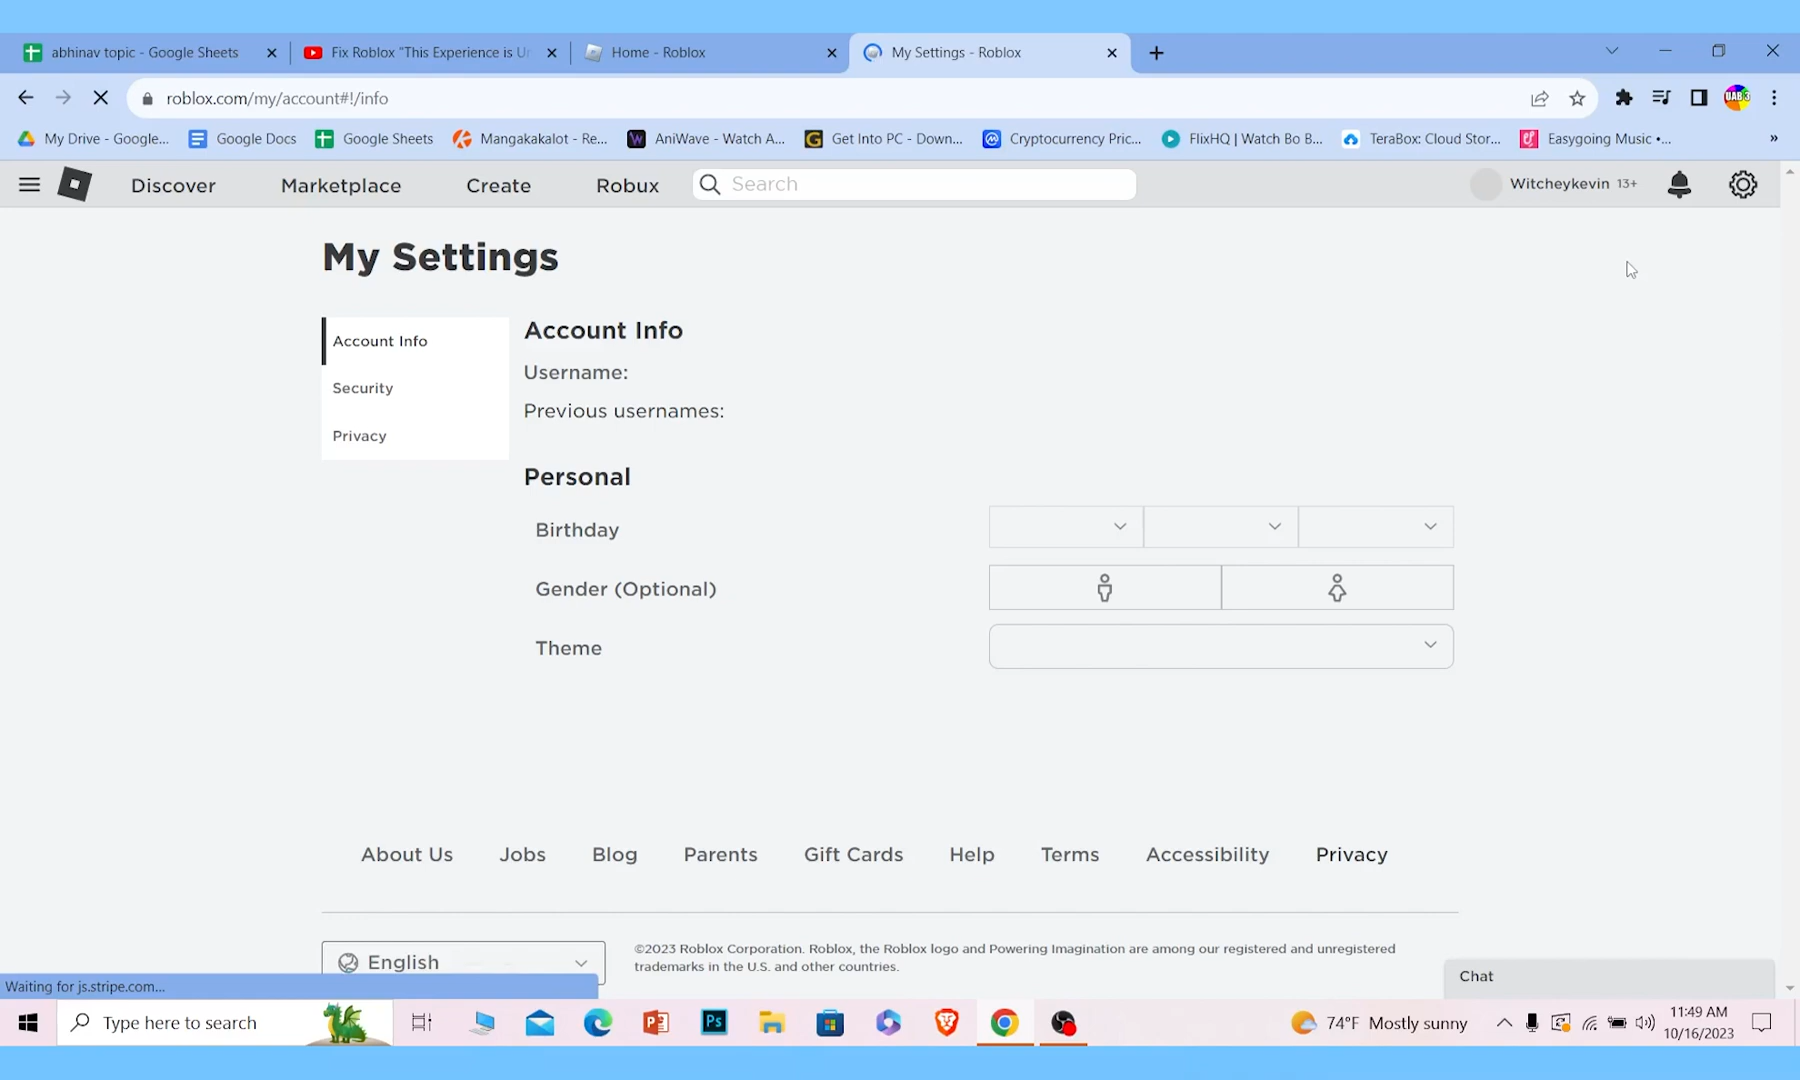 abhinav topic - Google Sheets
Fix Roblox "This Experience is Ur
Home - Roblox
My Settings - Roblox
roblox.com/my/account#!/info
UAB 3
My Drive - Google...
Google Docs
Google Sheets
Mangakakalot - Re...
AniWave - Watch A...
Get Into PC - Down...
Cryptocurrency Pric...
FlixHQ | Watch Bo B...
TeraBox: Cloud Stor...
Easygoing Music •...
»
Discover
Marketplace
Create
Robux
Search
Witcheykevin 13+
My Settings
Account Info
Security
Privacy
Account Info
Username:
Previous usernames:
Personal
Birthday
Gender (Optional)
Theme
About Us
Jobs
Blog
Parents
Gift Cards
Help
Terms
Accessibility
Privacy
English
©2023 Roblox Corporation. Roblox, the Roblox logo and Powering Imagination are among our registered and unregistered
trademarks in the U.S. and other countries.
Chat
Waiting for js.stripe.com...
Type here to search
Ps
74°F Mostly sunny
11:49 AM
10/16/2023